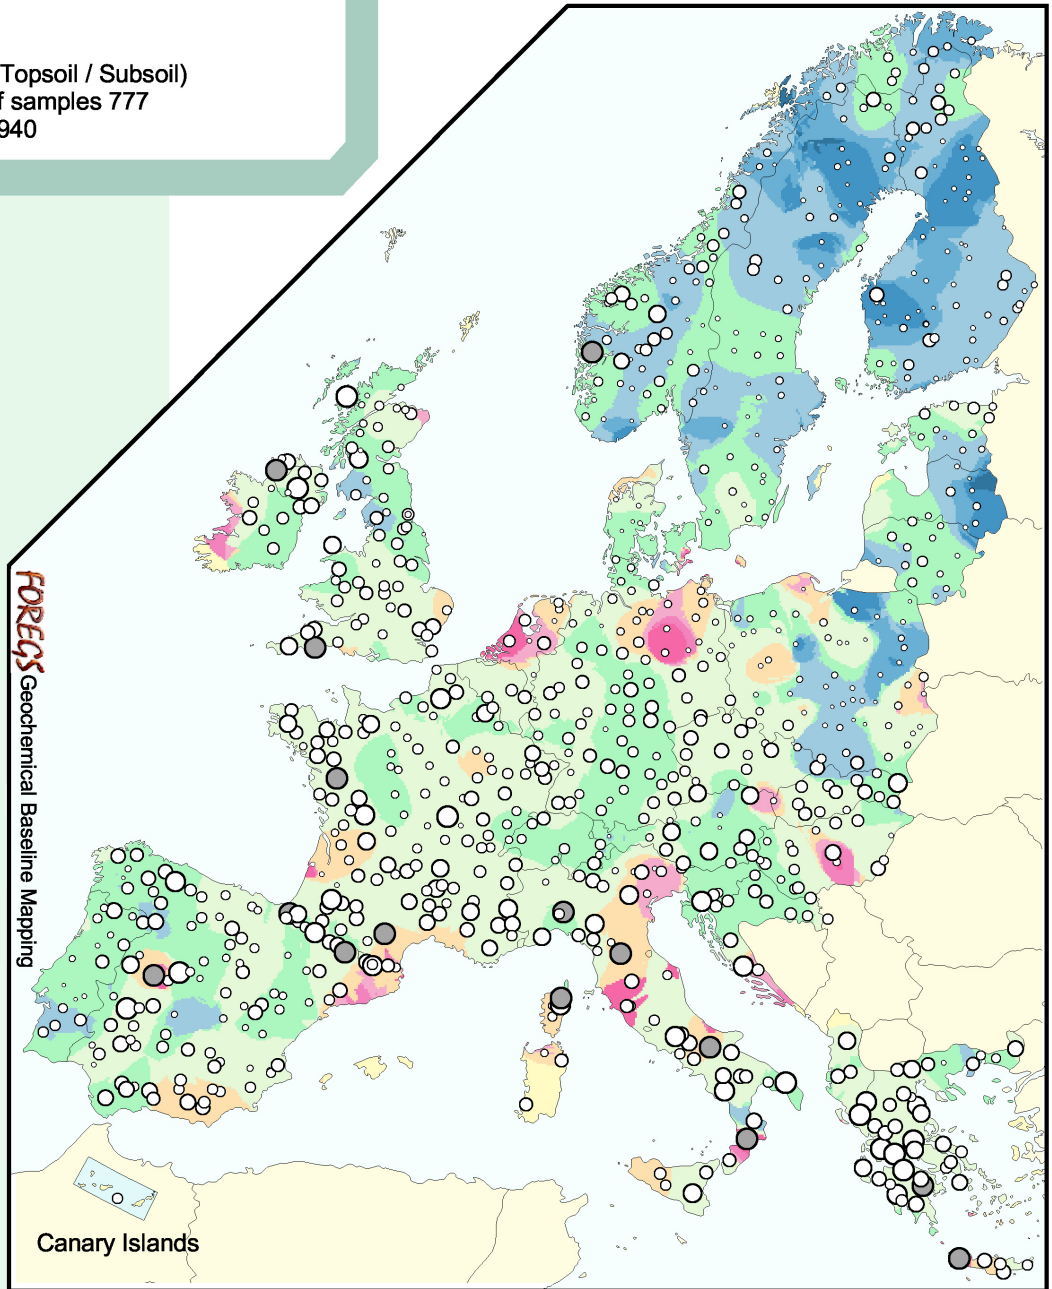 (Topsoil / Subsoil)
f samples 777
940
FOREGS Geochemical Baseline Mapping
Canary Islands